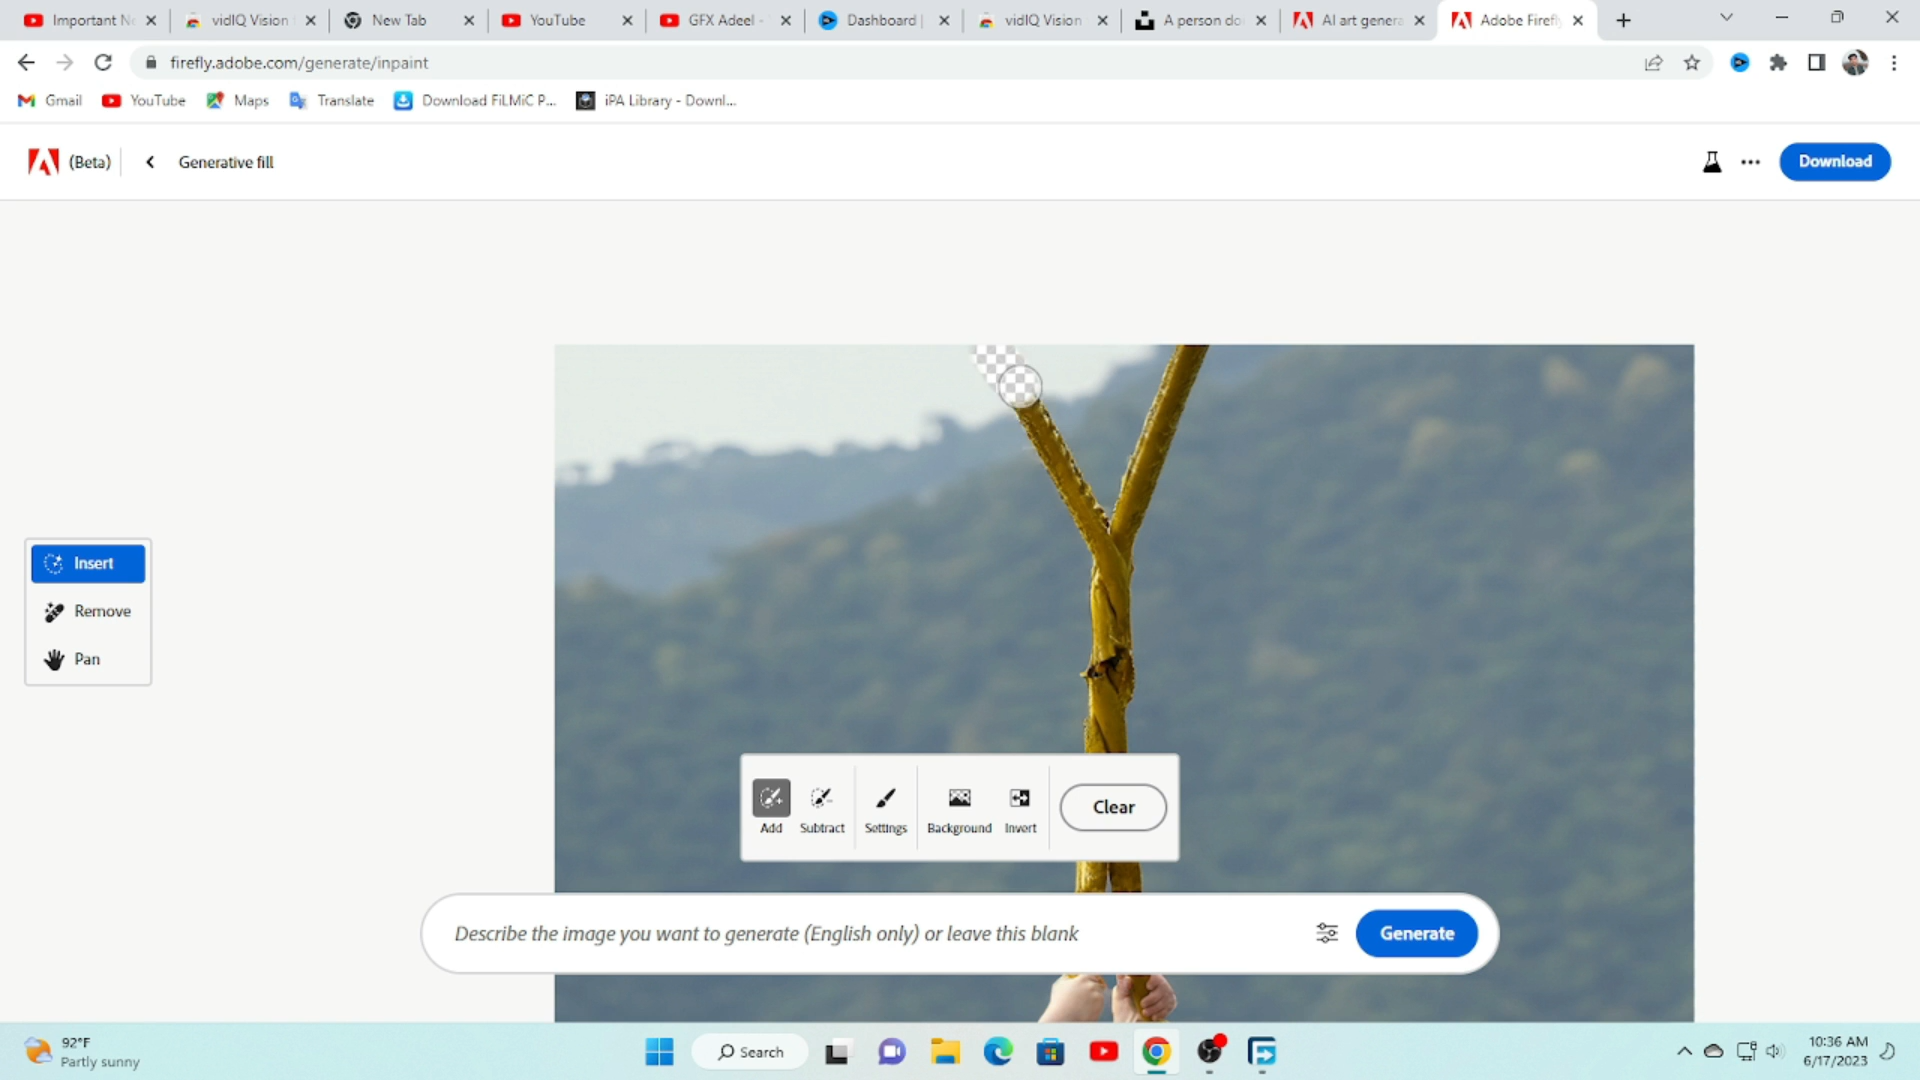 Important Ne
vidIQ Vision
New Tab
YouTube
GFX Adeel -
Dashboard |
vidIQ Vision
A person do
AI art genera
Adobe Firefly
firefly.adobe.com/generate/inpaint
Gmail
YouTube
Maps
Translate
Download FiLMiC P...
iPA Library - Downl...
(Beta)
Generative fill
Download
Insert
Remove
Pan
Add
Subtract
Settings
Background
Invert
Clear
Describe the image you want to generate (English only) or leave this blank
Generate
92°F
Partly sunny
Search
10:36 AM
6/17/2023